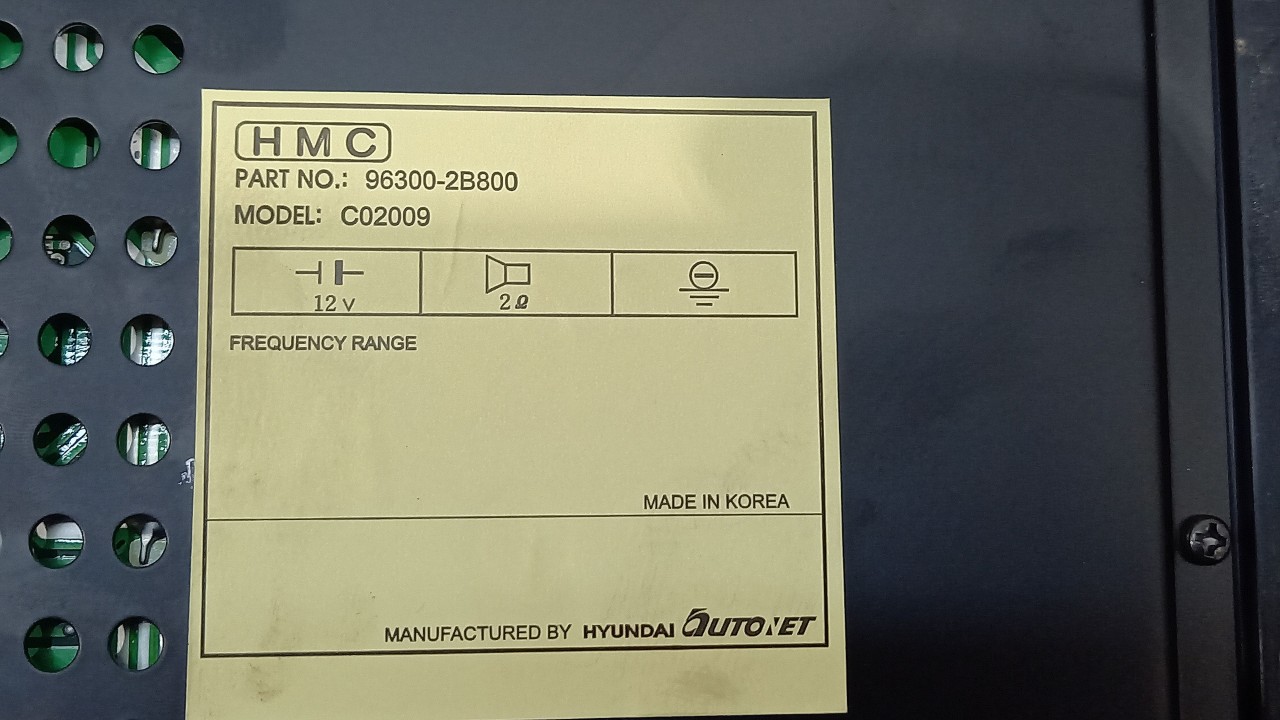 HMC
PART NO.: 96300-2B800
MODEL: C02009
12 V
2 Ω
FREQUENCY RANGE
MADE IN KOREA
MANUFACTURED BY HYUNDAI AUTONET